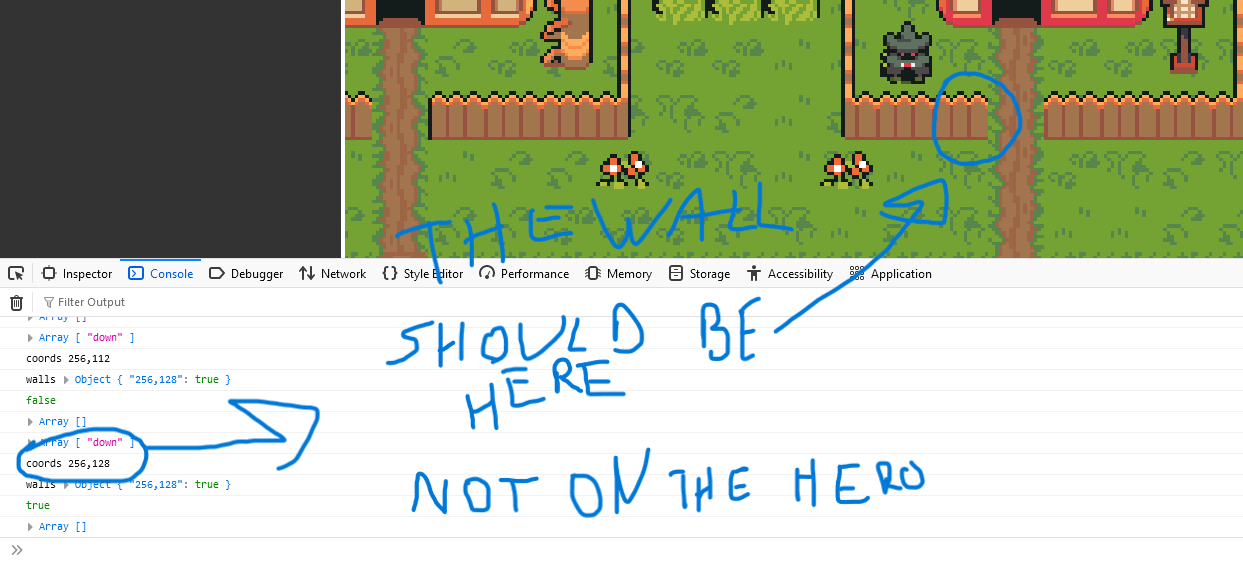 THE WALL
Inspector Console Debugger Network Style Editor Performance Memory Storage Accessibility Application
SHOULD BE
Filter Output
Array []
Array [ "down" ]
coords 256,112
HERE
walls Object { "256,128": true }
false
Array []
Array [ "down" ]
coords 256,128
NOT ON THE HERO
walls Object { "256,128": true }
true
Array []